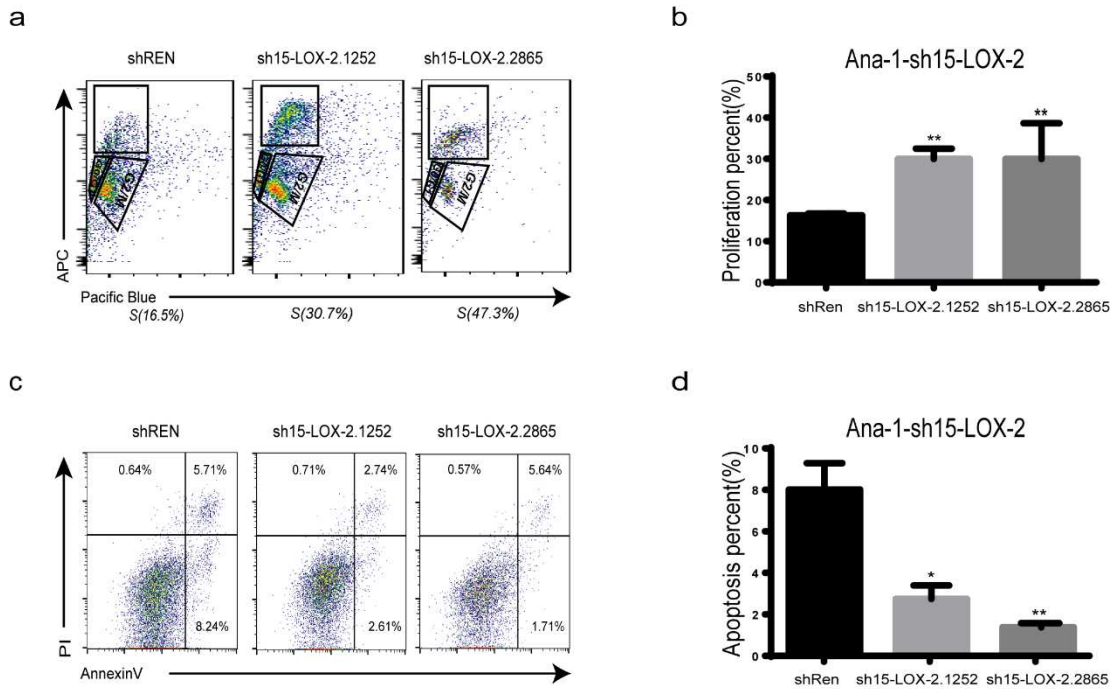 a
shREN
sh15-LOX-2.1252
sh15-LOX-2.2865
APC
G2/M
G2/M
G2/M
Pacific Blue
S(16.5%)
S(30.7%)
S(47.3%)
b
Ana-1-sh15-LOX-2
Proliferation percent(%)
50
40
30
20
10
0
**
**
shRen
sh15-LOX-2.1252
sh15-LOX-2.2865
c
shREN
sh15-LOX-2.1252
sh15-LOX-2.2865
PI
0.64%
5.71%
8.24%
0.71%
2.74%
2.61%
0.57%
5.64%
1.71%
AnnexinV
d
Ana-1-sh15-LOX-2
Apoptosis percent(%)
10
8
6
4
2
0
*
**
shRen
sh15-LOX-2.1252
sh15-LOX-2.2865